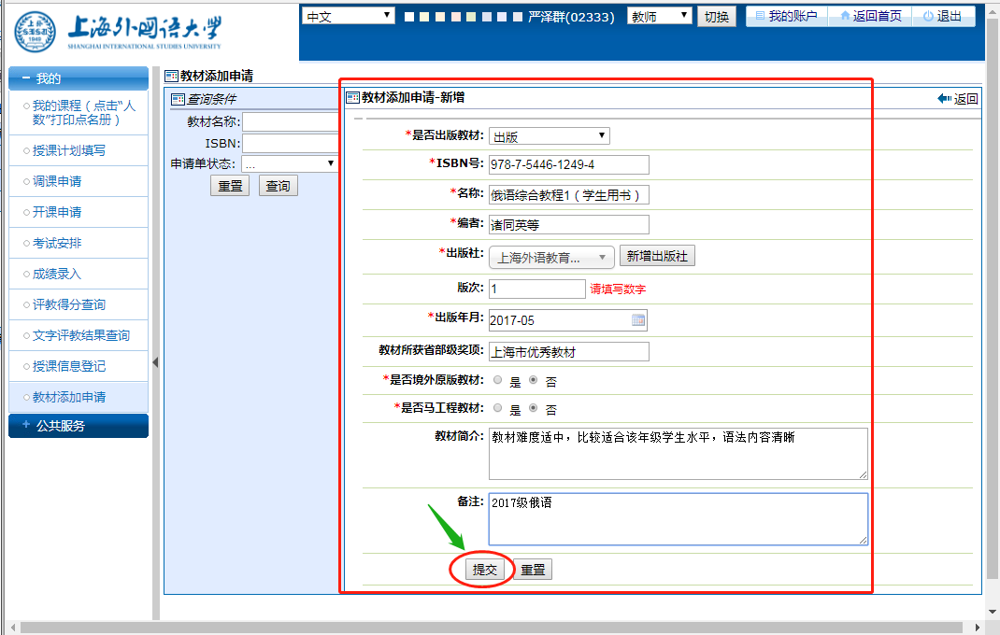 上海外国语大学
SHANGHAI INTERNATIONAL STUDIES UNIVERSITY
中文
严泽群(02333)
教师
切换
我的账户
返回首页
退出
我的
我的课程（点击“人
数”打印点名册）
授课计划填写
调课申请
开课申请
考试安排
成绩录入
评教得分查询
文字评教结果查询
授课信息登记
教材添加申请
公共服务
教材添加申请
查询条件
教材名称:
ISBN:
申请单状态: ...
重置 查询
教材添加申请-新增
返回
*是否出版教材: 出版
*ISBN号: 978-7-5446-1249-4
*名称: 俄语综合教程1（学生用书）
*编者: 诸同英等
*出版社: 上海外语教育... 新增出版社
版次: 1 请填写数字
*出版年月: 2017-05
教材所获省部级奖项: 上海市优秀教材
*是否境外原版教材: 是 否
*是否马工程教材: 是 否
教材简介: 教材难度适中，比较适合该年级学生水平，语法内容清晰
备注: 2017级俄语
提交 重置